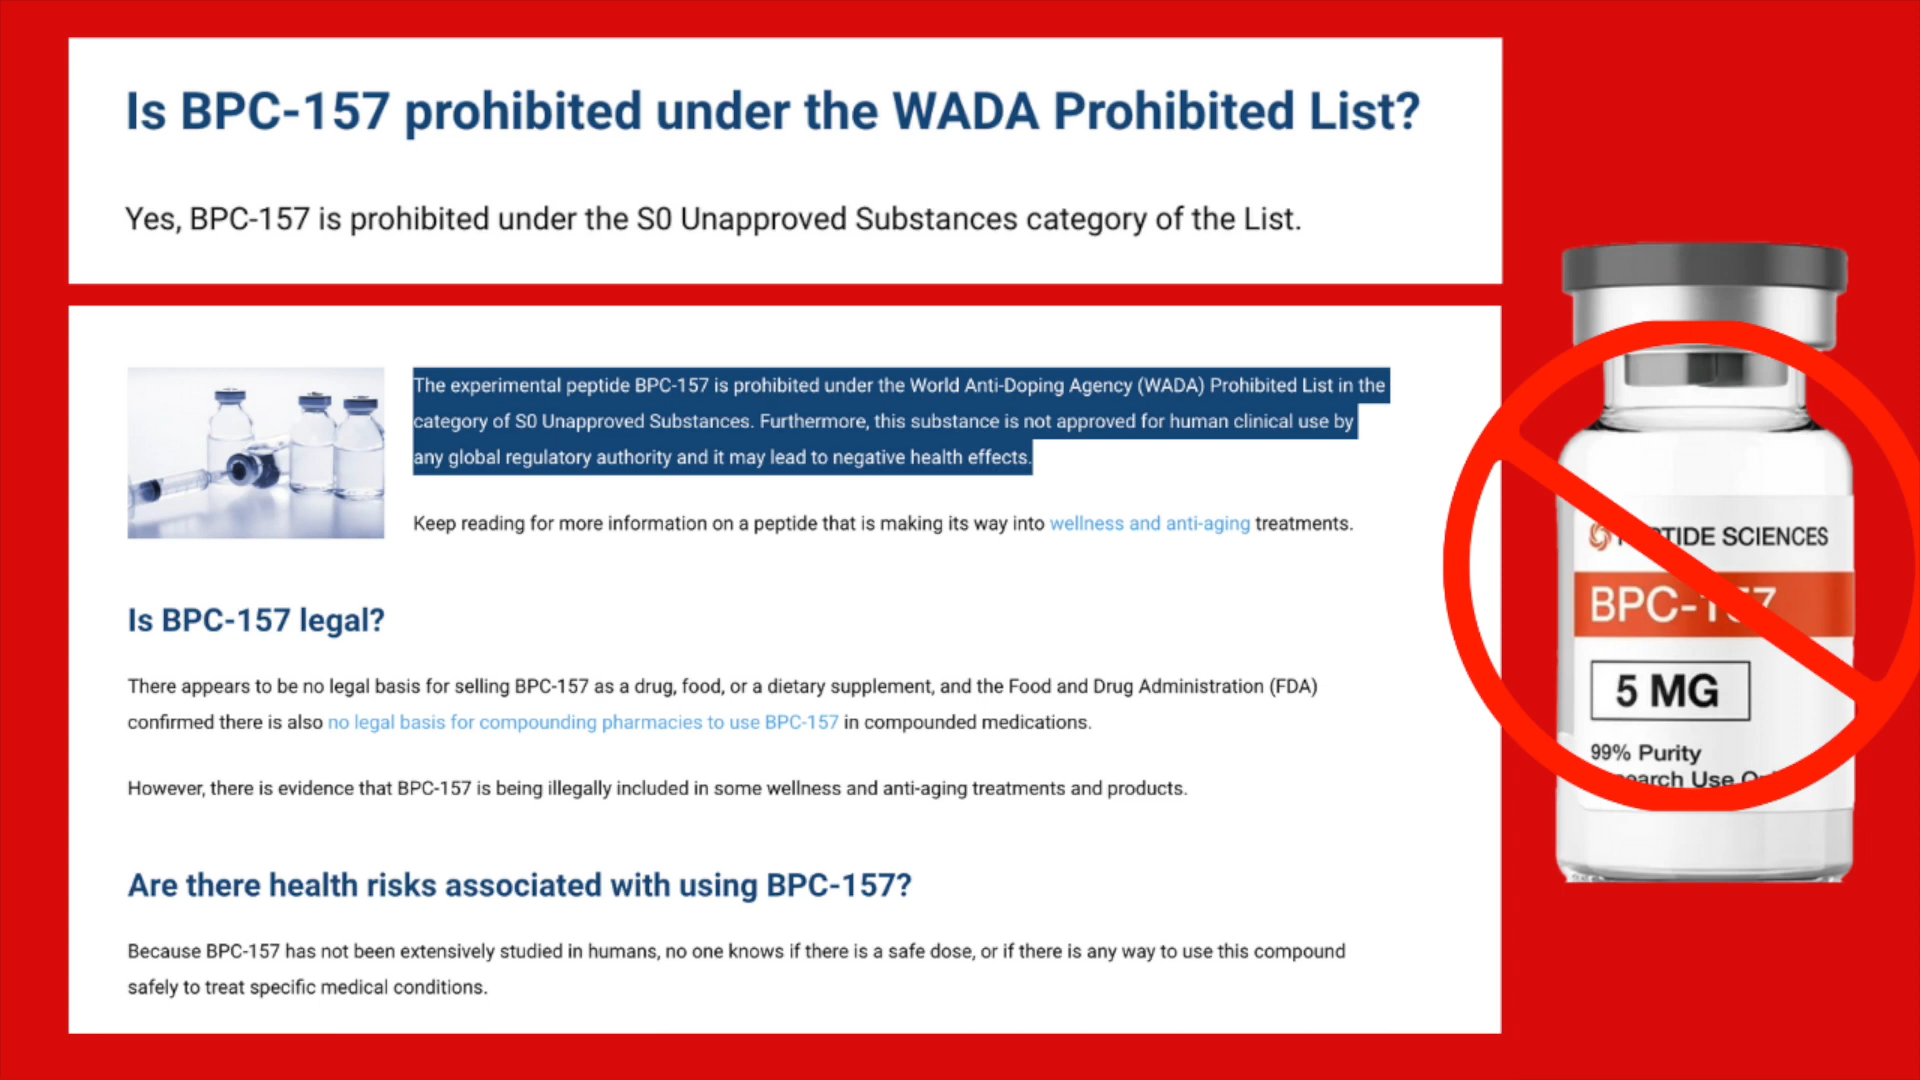 Is BPC-157 prohibited under the WADA Prohibited List?
Yes, BPC-157 is prohibited under the S0 Unapproved Substances category of the List.
The experimental peptide BPC-157 is prohibited under the World Anti-Doping Agency (WADA) Prohibited List in the
category of S0 Unapproved Substances. Furthermore, this substance is not approved for human clinical use by
any global regulatory authority and it may lead to negative health effects.
Keep reading for more information on a peptide that is making its way into wellness and anti-aging treatments.
Is BPC-157 legal?
There appears to be no legal basis for selling BPC-157 as a drug, food, or a dietary supplement, and the Food and Drug Administration (FDA)
confirmed there is also no legal basis for compounding pharmacies to use BPC-157 in compounded medications.
However, there is evidence that BPC-157 is being illegally included in some wellness and anti-aging treatments and products.
Are there health risks associated with using BPC-157?
Because BPC-157 has not been extensively studied in humans, no one knows if there is a safe dose, or if there is any way to use this compound
safely to treat specific medical conditions.
SCIENCES
BPC-157
5 MG
99% Purity
Use